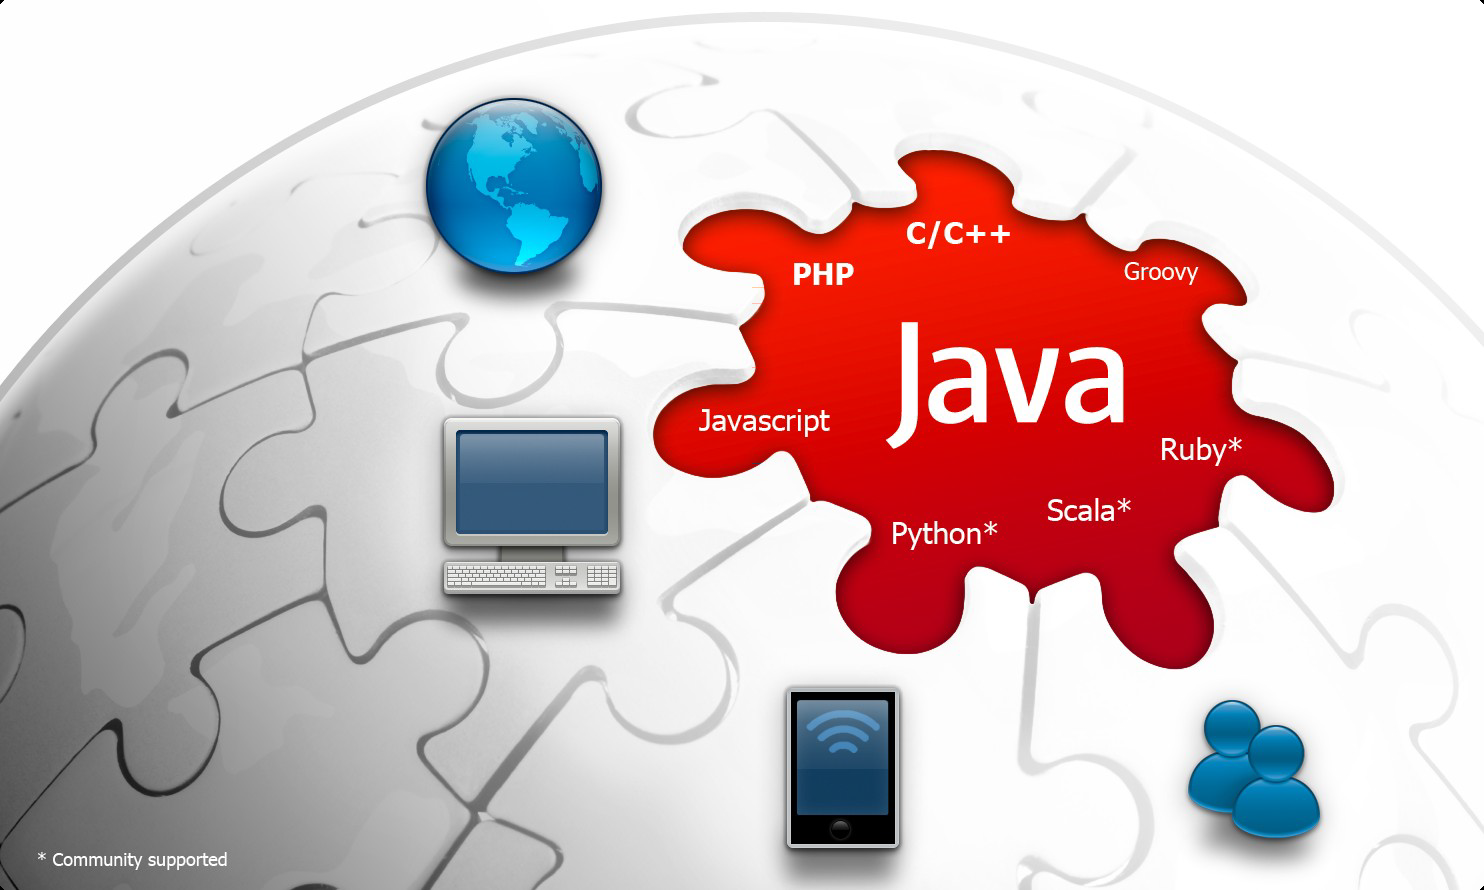 C/C++
PHP
Groovy
Java
Javascript
Ruby*
Scala*
Python*
* Community supported